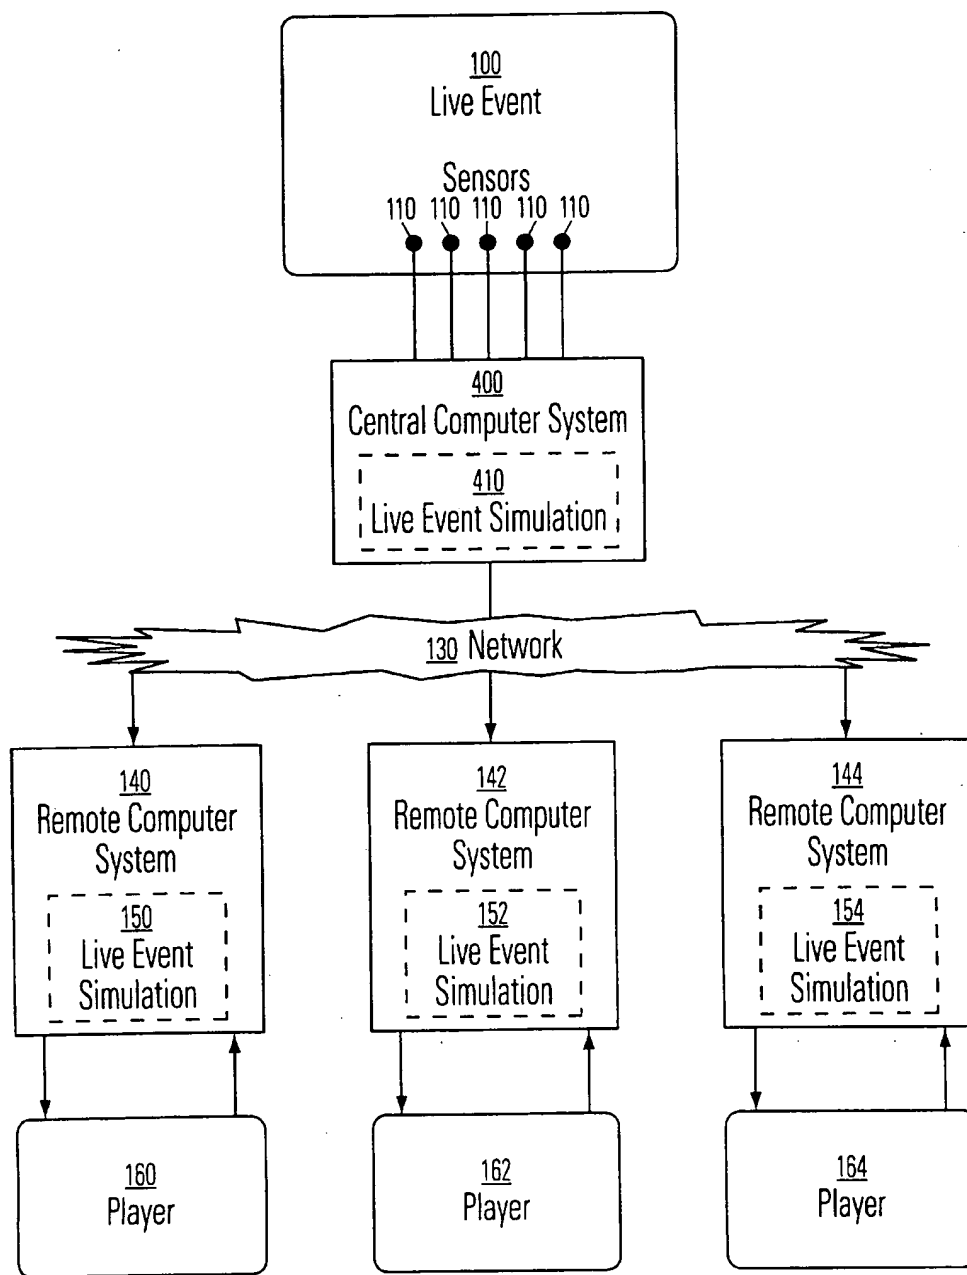 100
Live Event
Sensors
110 110 110 110 110
400
Central Computer System
410
Live Event Simulation
130 Network
140
Remote Computer
System
150
Live Event
Simulation
142
Remote Computer
System
152
Live Event
Simulation
144
Remote Computer
System
154
Live Event
Simulation
160
Player
162
Player
164
Player